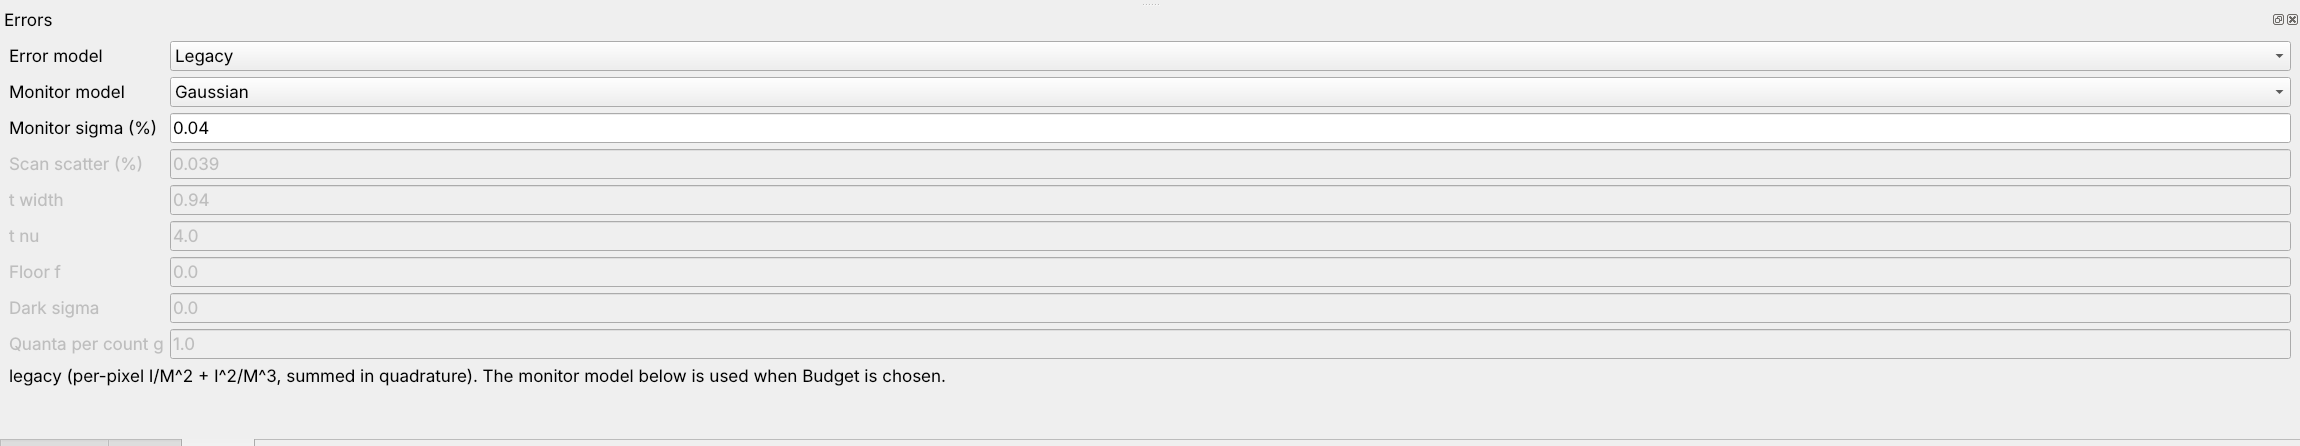 Errors
Error model Legacy
Monitor model Gaussian
Monitor sigma (%) 0.04
Scan scatter (%) 0.039
t width 0.94
t nu 4.0
Floor f 0.0
Dark sigma 0.0
Quanta per count g 1.0
legacy (per-pixel I/M^2 + I^2/M^3, summed in quadrature). The monitor model below is used when Budget is chosen.